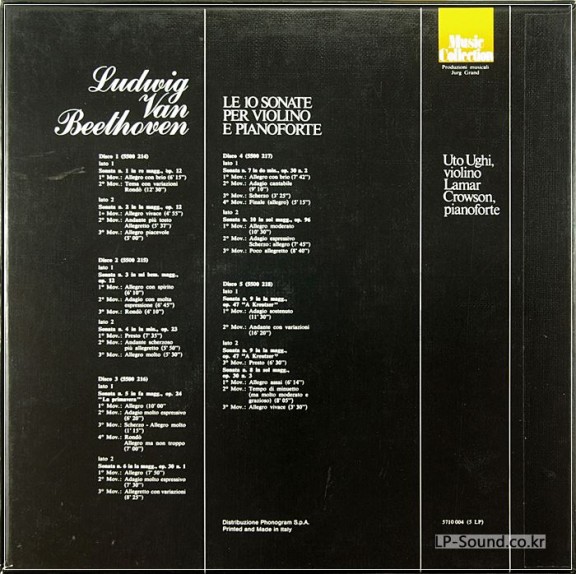 Ludwig
Van
Beethoven
LE 10 SONATE
PER VIOLINO
E PIANOFORTE
Music
Collection
Produzioni musicali
Jurg Grand
Uto Ughi,
violino
Lamar
Crowson,
pianoforte
Disco 1 (5500 214)
lato 1
Sonata n. 1 in re magg., op. 12
1° Mov.: Allegro con brio (6' 15'')
2° Mov.: Tema con variazioni
Rondò (12' 30'')
lato 2
Sonata n. 2 in la magg., op. 12
1° Mov.: Allegro vivace (4' 55'')
2° Mov.: Andante più tosto
Allegretto (5' 37'')
3° Mov.: Allegro piacevole
(5' 00'')
Disco 2 (5500 215)
lato 1
Sonata n. 3 in mi bem. magg.,
op. 12
1° Mov.: Allegro con spirito
(6' 10'')
2° Mov.: Adagio con molta
espressione (6' 45'')
3° Mov.: Rondò (4' 10'')
lato 2
Sonata n. 4 in la min., op. 23
1° Mov.: Presto (7' 35'')
2° Mov.: Andante scherzoso
più allegretto (5' 50'')
3° Mov.: Allegro molto (5' 30'')
Disco 3 (5500 216)
lato 1
Sonata n. 5 in fa magg., op. 24
"La primavera"
1° Mov.: Allegro (10' 00'')
2° Mov.: Adagio molto espressivo
(6' 20'')
3° Mov.: Scherzo - Allegro molto
(1' 15'')
4° Mov.: Rondò
Allegro ma non troppo
(7' 00'')
lato 2
Sonata n. 6 in la magg., op. 30 n. 1
1° Mov.: Allegro (7' 50'')
2° Mov.: Adagio molto espressivo
(7' 30'')
3° Mov.: Allegretto con variazioni
(8' 25'')
Disco 4 (5500 217)
lato 1
Sonata n. 7 in do min., op. 30 n. 2
1° Mov.: Allegro con brio (7' 42'')
2° Mov.: Adagio cantabile
(9' 10'')
3° Mov.: Scherzo (3' 25'')
4° Mov.: Finale (allegro) (5' 15'')
lato 2
Sonata n. 10 in sol magg., op. 96
1° Mov.: Allegro moderato
(10' 30'')
2° Mov.: Adagio espressivo
Scherzo: allegro (7' 45'')
3° Mov.: Poco allegretto (8' 40'')
Disco 5 (5500 218)
lato 1
Sonata n. 9 in la magg.,
op. 47 "A Kreutzer"
1° Mov.: Adagio sostenuto
(11' 30'')
2° Mov.: Andante con variazioni
(16' 20'')
lato 2
Sonata n. 9 in la magg.,
op. 47 "A Kreutzer"
3° Mov.: Presto (6' 30'')
Sonata n. 8 in sol magg.,
op. 30 n. 3
1° Mov.: Allegro assai (6' 14'')
2° Mov.: Tempo di minuetto
(ma molto moderato e
grazioso) (8' 05'')
3° Mov.: Allegro vivace (3' 30'')
Distribuzione Phonogram S.p.A.
Printed and Made in Italy
5710 004 (5 LP)
LP-Sound.co.kr